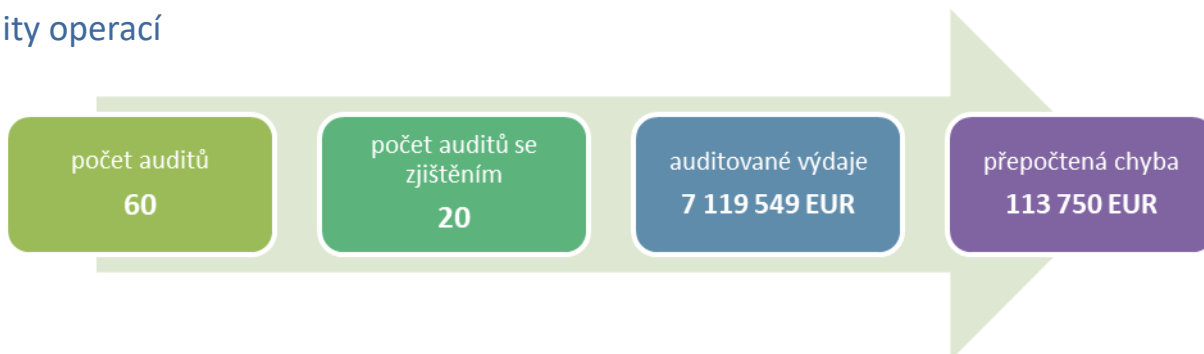 ity operací
počet auditů
60
počet auditů se
zjištěním
20
auditované výdaje
7 119 549 EUR
přepočtená chyba
113 750 EUR